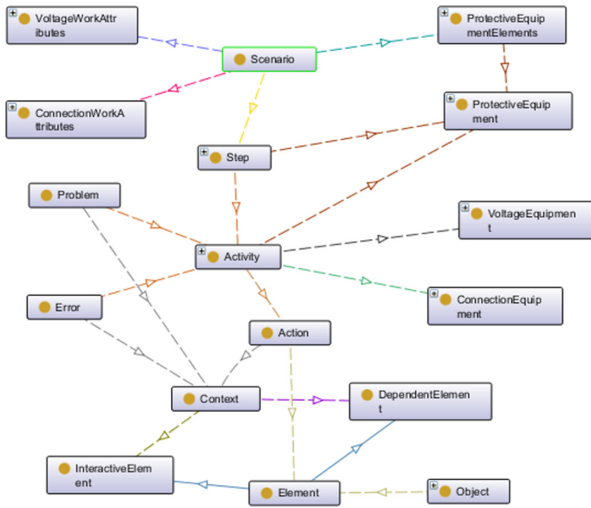 VoltageWorkAttr
ibutes
ProtectiveEquip
mentElements
Scenario
ConnectionWorkA
ttributes
ProtectiveEquip
ment
Step
Problem
VoltageEquipmen
t
Activity
Error
ConnectionEquip
ment
Action
Context
DependentElemen
t
InteractiveElem
ent
Element
Object